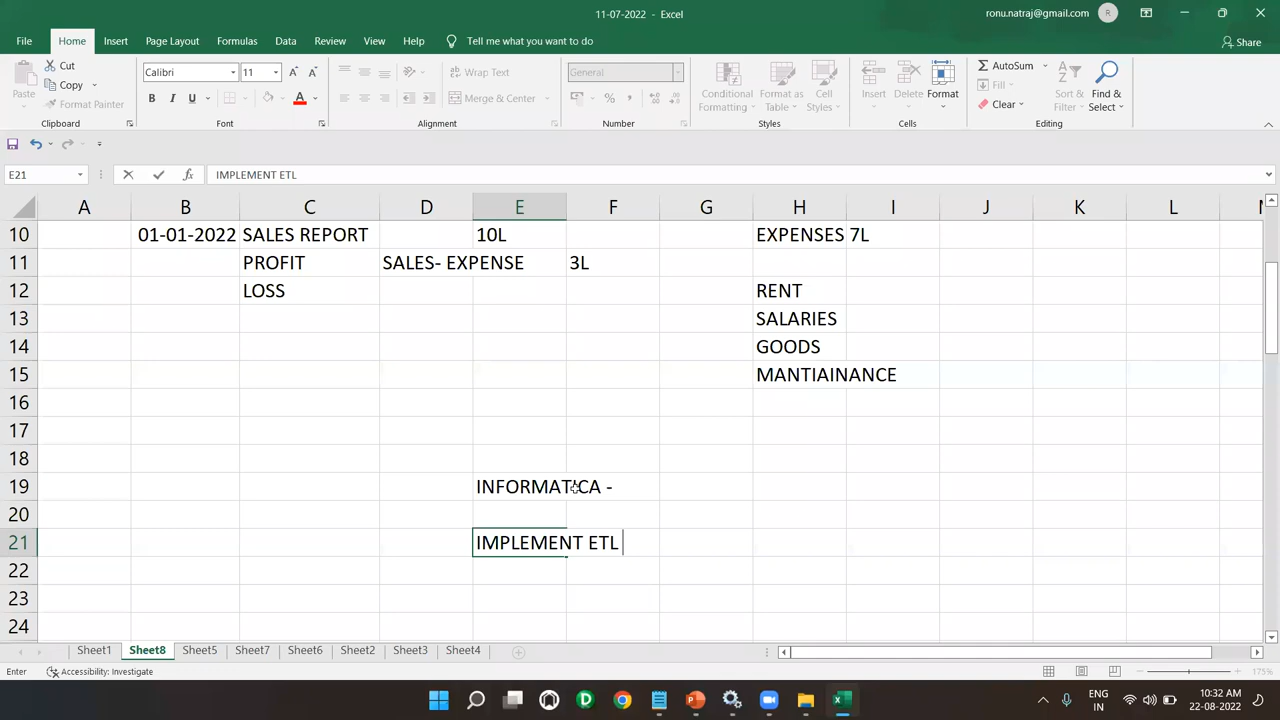 11-07-2022 - Excel
ronu.natraj@gmail.com R
File Home Insert Page Layout Formulas Data Review View Help Tell me what you want to do Share
Paste Cut Copy Format Painter
Clipboard
Calibri 11
B I U
Font
Wrap Text
Merge & Center
Alignment
General
%
Number
Conditional Formatting Format as Table Cell Styles
Styles
Insert Delete Format
Cells
AutoSum
Fill
Clear
Sort & Filter Find & Select
Editing
E21 fx IMPLEMENT ETL
A B C D E F G H I J K L
10 01-01-2022 SALES REPORT 10L EXPENSES 7L
11 PROFIT SALES- EXPENSE 3L
12 LOSS RENT
13 SALARIES
14 GOODS
15 MANTIAINANCE
16
17
18
19 INFORMATICA -
20
21 IMPLEMENT ETL
22
23
24
Sheet1 Sheet8 Sheet5 Sheet7 Sheet6 Sheet2 Sheet3 Sheet4
Enter Accessibility: Investigate 175%
ENG
IN
10:32 AM
22-08-2022